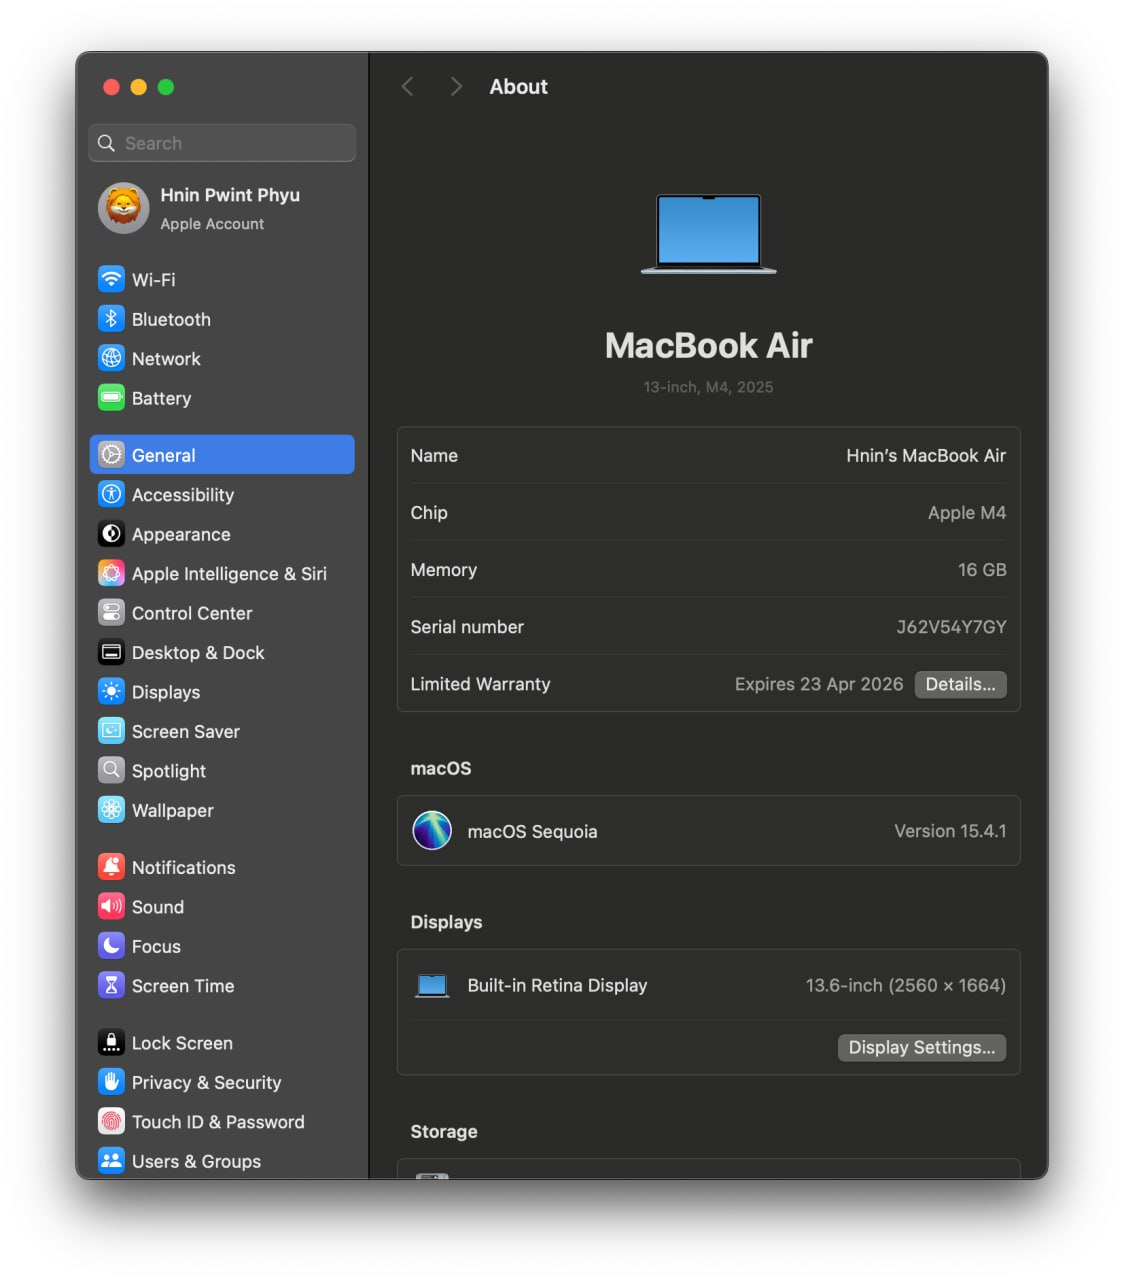 About
Search
Hnin Pwint Phyu
Apple Account
Wi-Fi
Bluetooth
Network
Battery
General
Accessibility
Appearance
Apple Intelligence & Siri
Control Center
Desktop & Dock
Displays
Screen Saver
Spotlight
Wallpaper
Notifications
Sound
Focus
Screen Time
Lock Screen
Privacy & Security
Touch ID & Password
Users & Groups
MacBook Air
13-inch, M4, 2025
Name Hnin’s MacBook Air
Chip Apple M4
Memory 16 GB
Serial number J62V54Y7GY
Limited Warranty Expires 23 Apr 2026 Details...
macOS
macOS Sequoia Version 15.4.1
Displays
Built-in Retina Display 13.6-inch (2560 × 1664)
Display Settings...
Storage